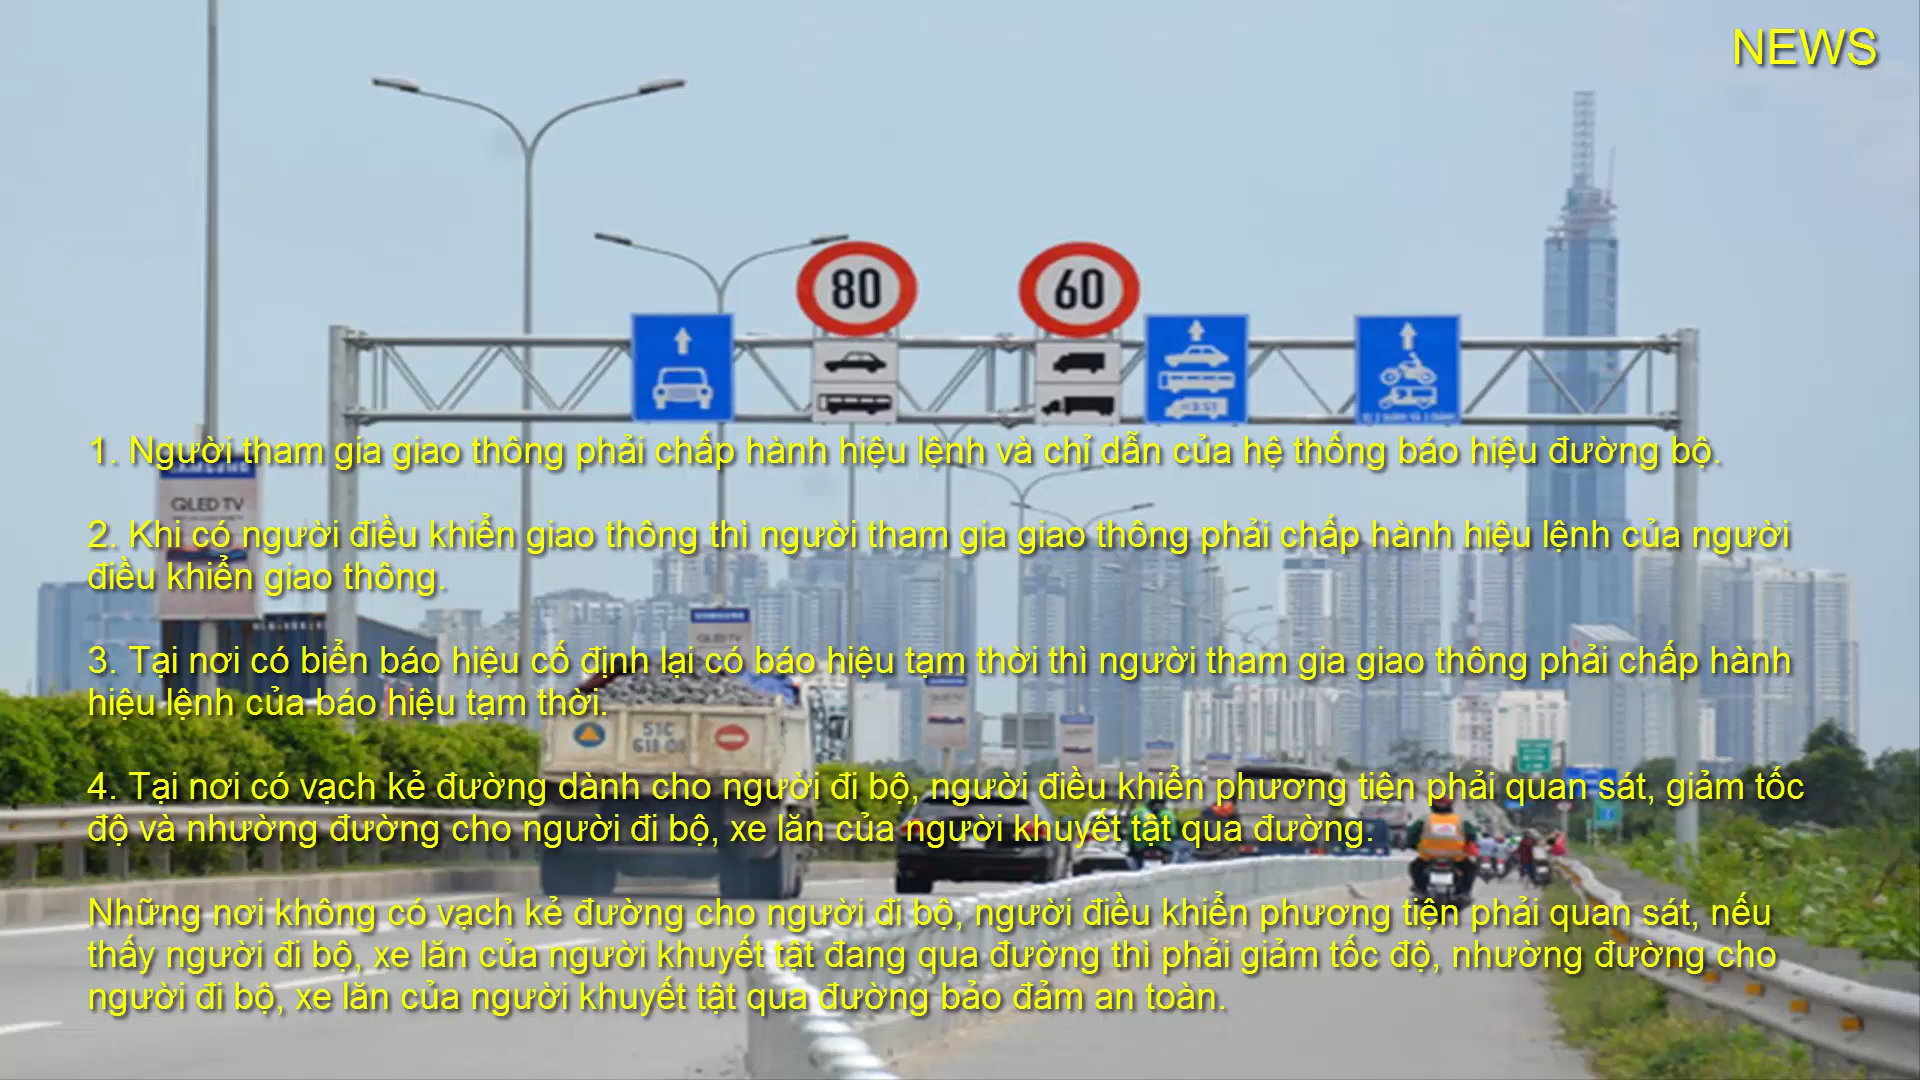 NEWS
80
60
<3.5T
1. Người tham gia giao thông phải chấp hành hiệu lệnh và chỉ dẫn của hệ thống báo hiệu đường bộ.
QLED TV
2. Khi có người điều khiển giao thông thì người tham gia giao thông phải chấp hành hiệu lệnh của người
điều khiển giao thông.
QLED TV
3. Tại nơi có biển báo hiệu cố định lại có báo hiệu tạm thời thì người tham gia giao thông phải chấp hành
hiệu lệnh của báo hiệu tạm thời.
51C
4. Tại nơi có vạch kẻ đường dành cho người đi bộ, người điều khiển phương tiện phải quan sát, giảm tốc
độ và nhường đường cho người đi bộ, xe lăn của người khuyết tật qua đường.
Những nơi không có vạch kẻ đường cho người đi bộ, người điều khiển phương tiện phải quan sát, nếu
thấy người đi bộ, xe lăn của người khuyết tật đang qua đường thì phải giảm tốc độ, nhường đường cho
người đi bộ, xe lăn của người khuyết tật qua đường bảo đảm an toàn.